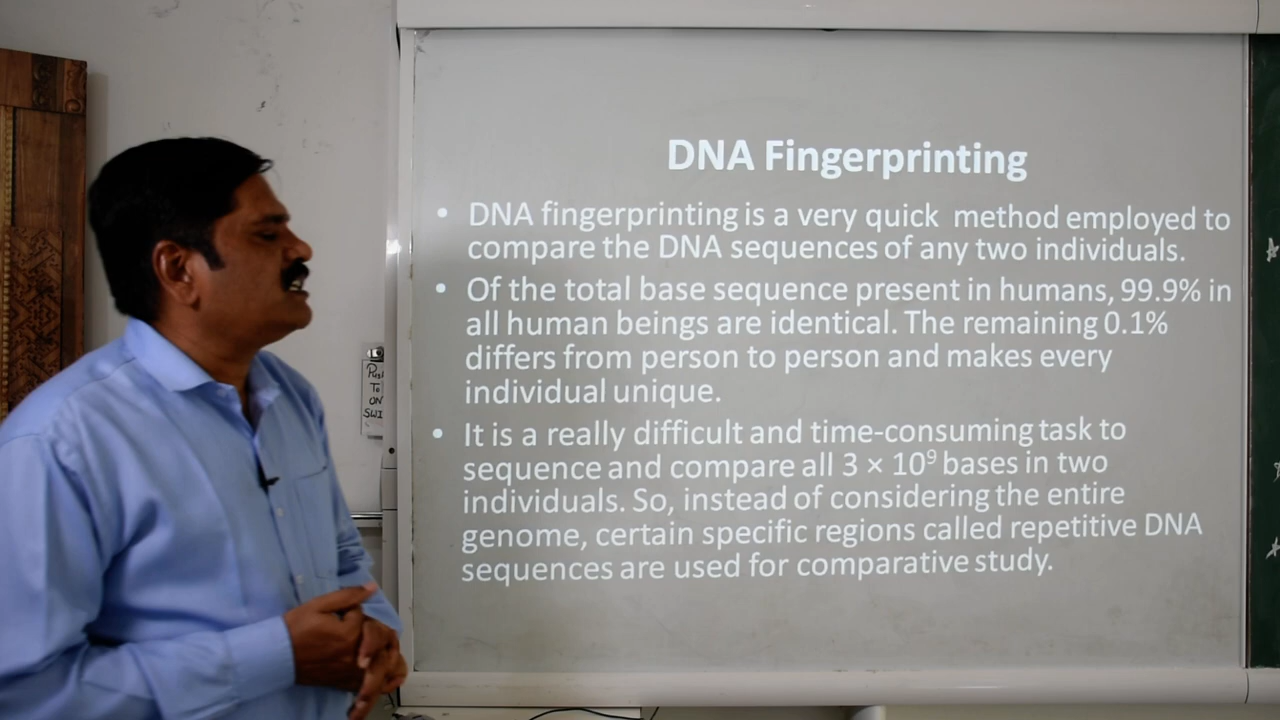 DNA Fingerprinting
• DNA fingerprinting is a very quick method employed to
compare the DNA sequences of any two individuals.
• Of the total base sequence present in humans, 99.9% in
all human beings are identical. The remaining 0.1%
differs from person to person and makes every
individual unique.
• It is a really difficult and time-consuming task to
sequence and compare all 3 × 10⁹ bases in two
individuals. So, instead of considering the entire
genome, certain specific regions called repetitive DNA
sequences are used for comparative study.
To
ON
SWI